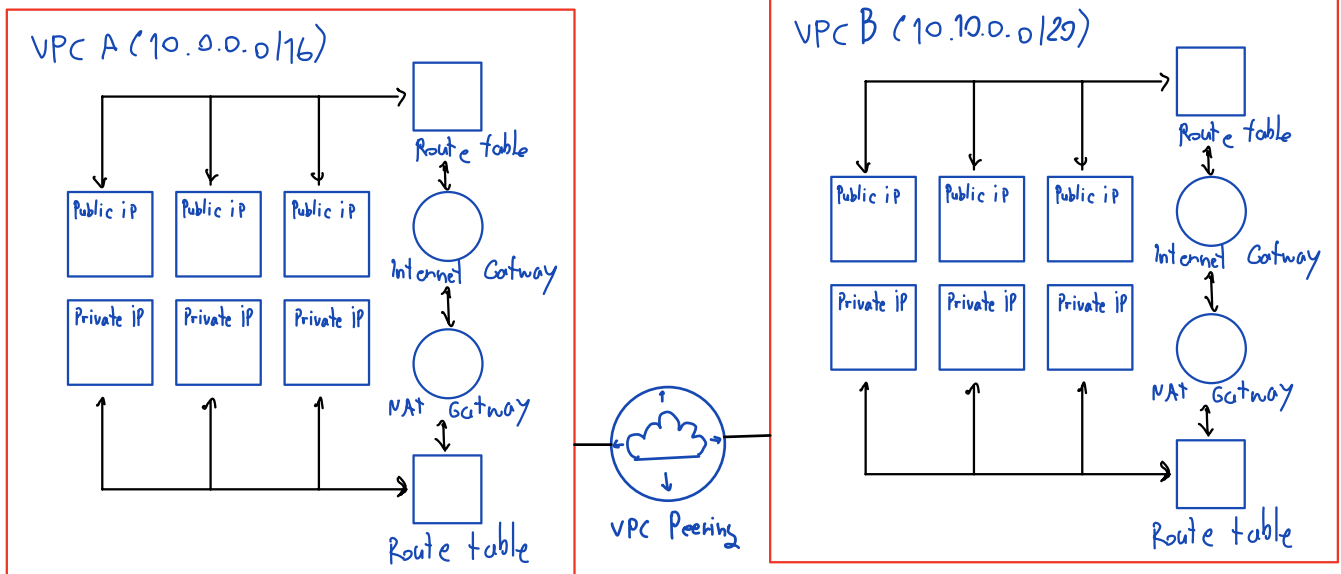 VPC A (10.0.0.0/16)
Route table
Public iP
Public iP
Public iP
Internet Gatway
Private iP
Private iP
Private iP
NAT Gatway
Route table
VPC Peering
VPC B (10.10.0.0/20)
Route table
Public iP
Public iP
Public iP
Internet Gatway
Private iP
Private iP
Private iP
NAT Gatway
Route table